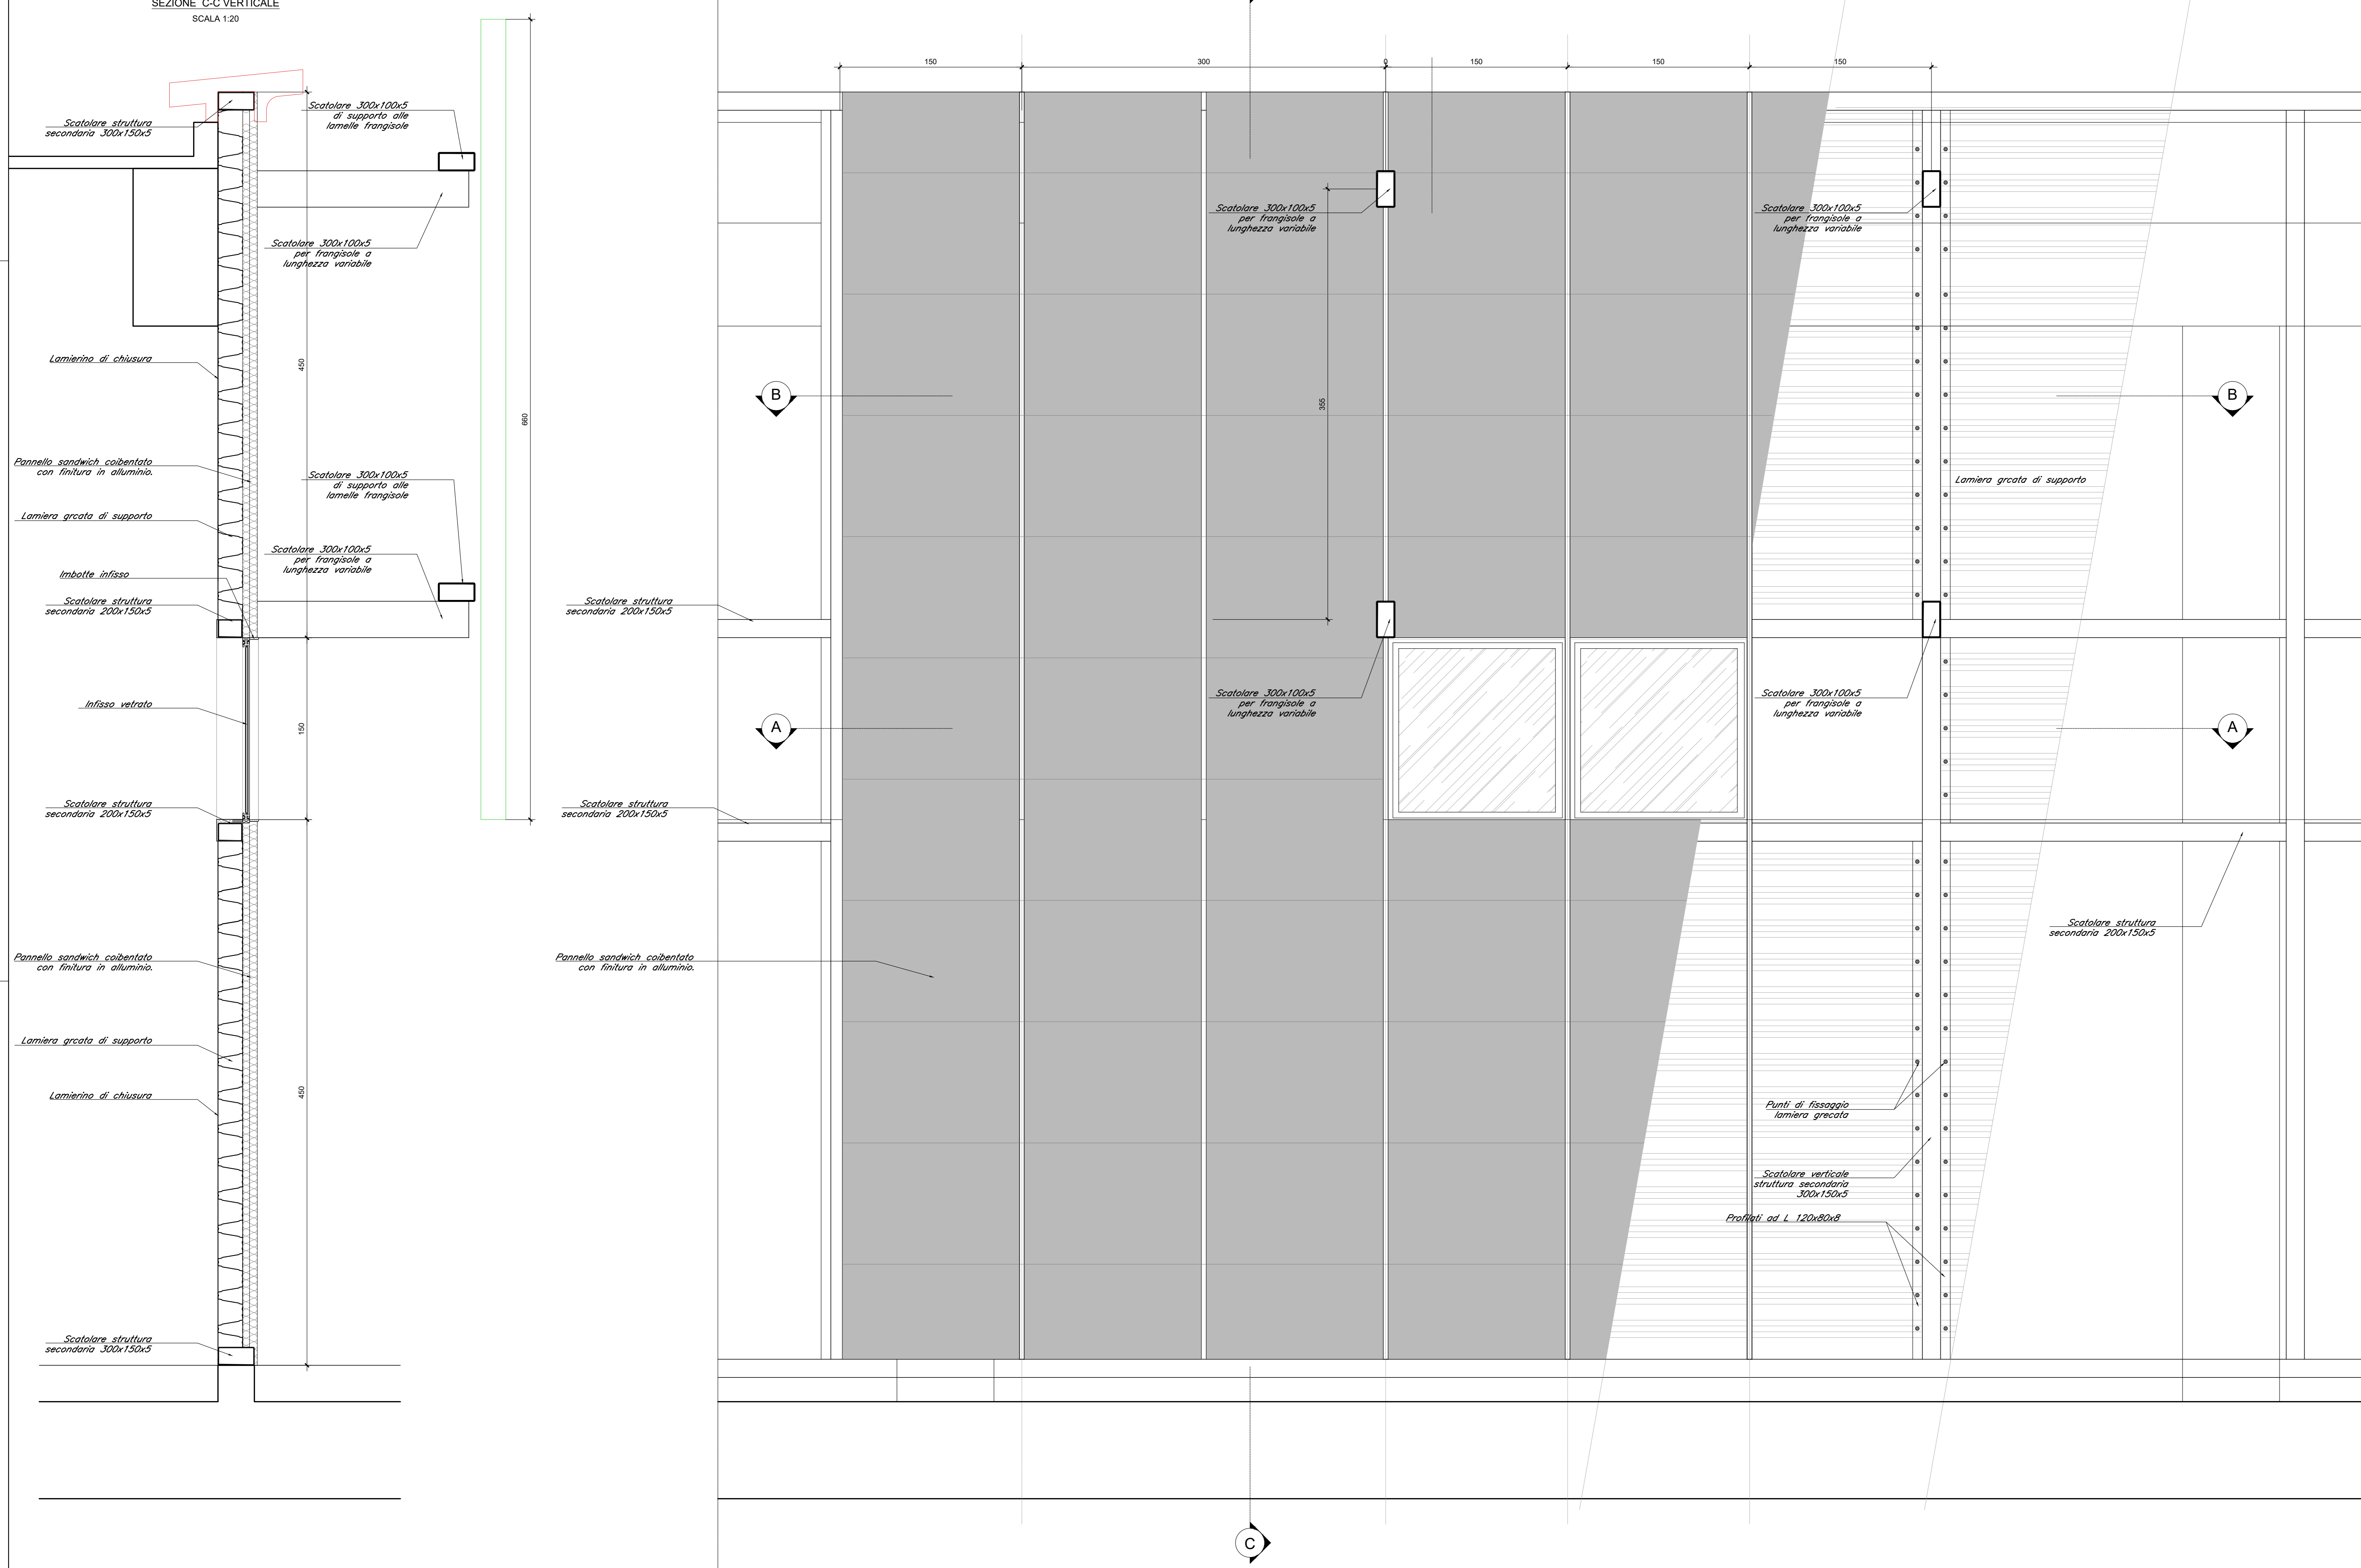 SEZIONE C-C VERTICALE
SCALA 1:20
Scatolare struttura
secondaria 300x150x5
Scatolare 300x100x5
di supporto alle
lamelle frangisole
Scatolare 300x100x5
per frangisole a
lunghezza variabile
Lamierino di chiusura
450
660
Pannello sandwich coibentato
con finitura in alluminio.
Scatolare 300x100x5
di supporto alle
lamelle frangisole
Lamiera grcata di supporto
Scatolare 300x100x5
per frangisole a
lunghezza variabile
Imbotte infisso
Scatolare struttura
secondaria 200x150x5
Infisso vetrato
150
Scatolare struttura
secondaria 200x150x5
Pannello sandwich coibentato
con finitura in alluminio.
Lamiera grcata di supporto
Lamierino di chiusura
450
Scatolare struttura
secondaria 300x150x5
150
300
0
150
150
150
Scatolare 300x100x5
per frangisole a
lunghezza variabile
Scatolare 300x100x5
per frangisole a
lunghezza variabile
B
355
B
Lamiera grcata di supporto
Scatolare struttura
secondaria 200x150x5
Scatolare 300x100x5
per frangisole a
lunghezza variabile
Scatolare 300x100x5
per frangisole a
lunghezza variabile
A
A
Scatolare struttura
secondaria 200x150x5
Scatolare struttura
secondaria 200x150x5
Pannello sandwich coibentato
con finitura in alluminio.
Punti di fissaggio
lamiera grecata
Scatolare verticale
struttura secondaria
300x150x5
Profilati ad L 120x80x8
C